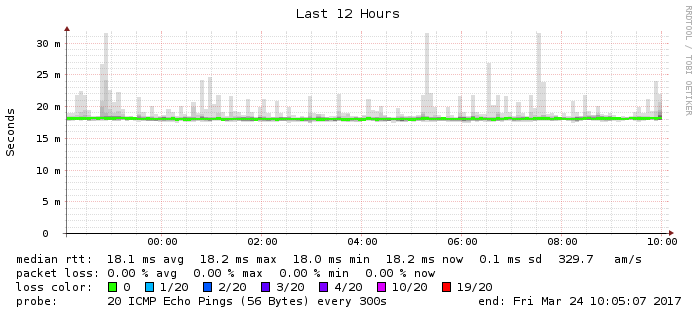 Last 12 Hours
RRDTOOL / TOBI OETIKER
Seconds
30 m
25 m
20 m
15 m
10 m
5 m
0
00:00 02:00 04:00 06:00 08:00 10:00
median rtt: 18.1 ms avg 18.2 ms max 18.0 ms min 18.2 ms now 0.1 ms sd 329.7 am/s
packet loss: 0.00 % avg 0.00 % max 0.00 % min 0.00 % now
loss color: 0 1/20 2/20 3/20 4/20 10/20 19/20
probe: 20 ICMP Echo Pings (56 Bytes) every 300s end: Fri Mar 24 10:05:07 2017